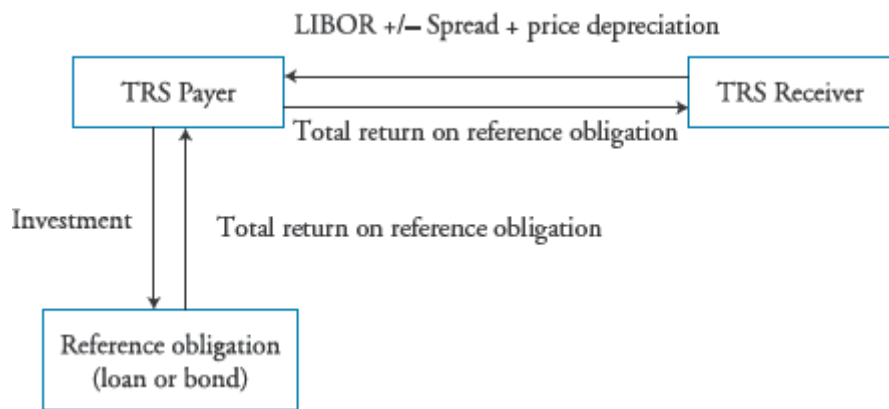 LIBOR +/– Spread + price depreciation
TRS Payer
TRS Receiver
Total return on reference obligation
Investment
Total return on reference obligation
Reference obligation
(loan or bond)